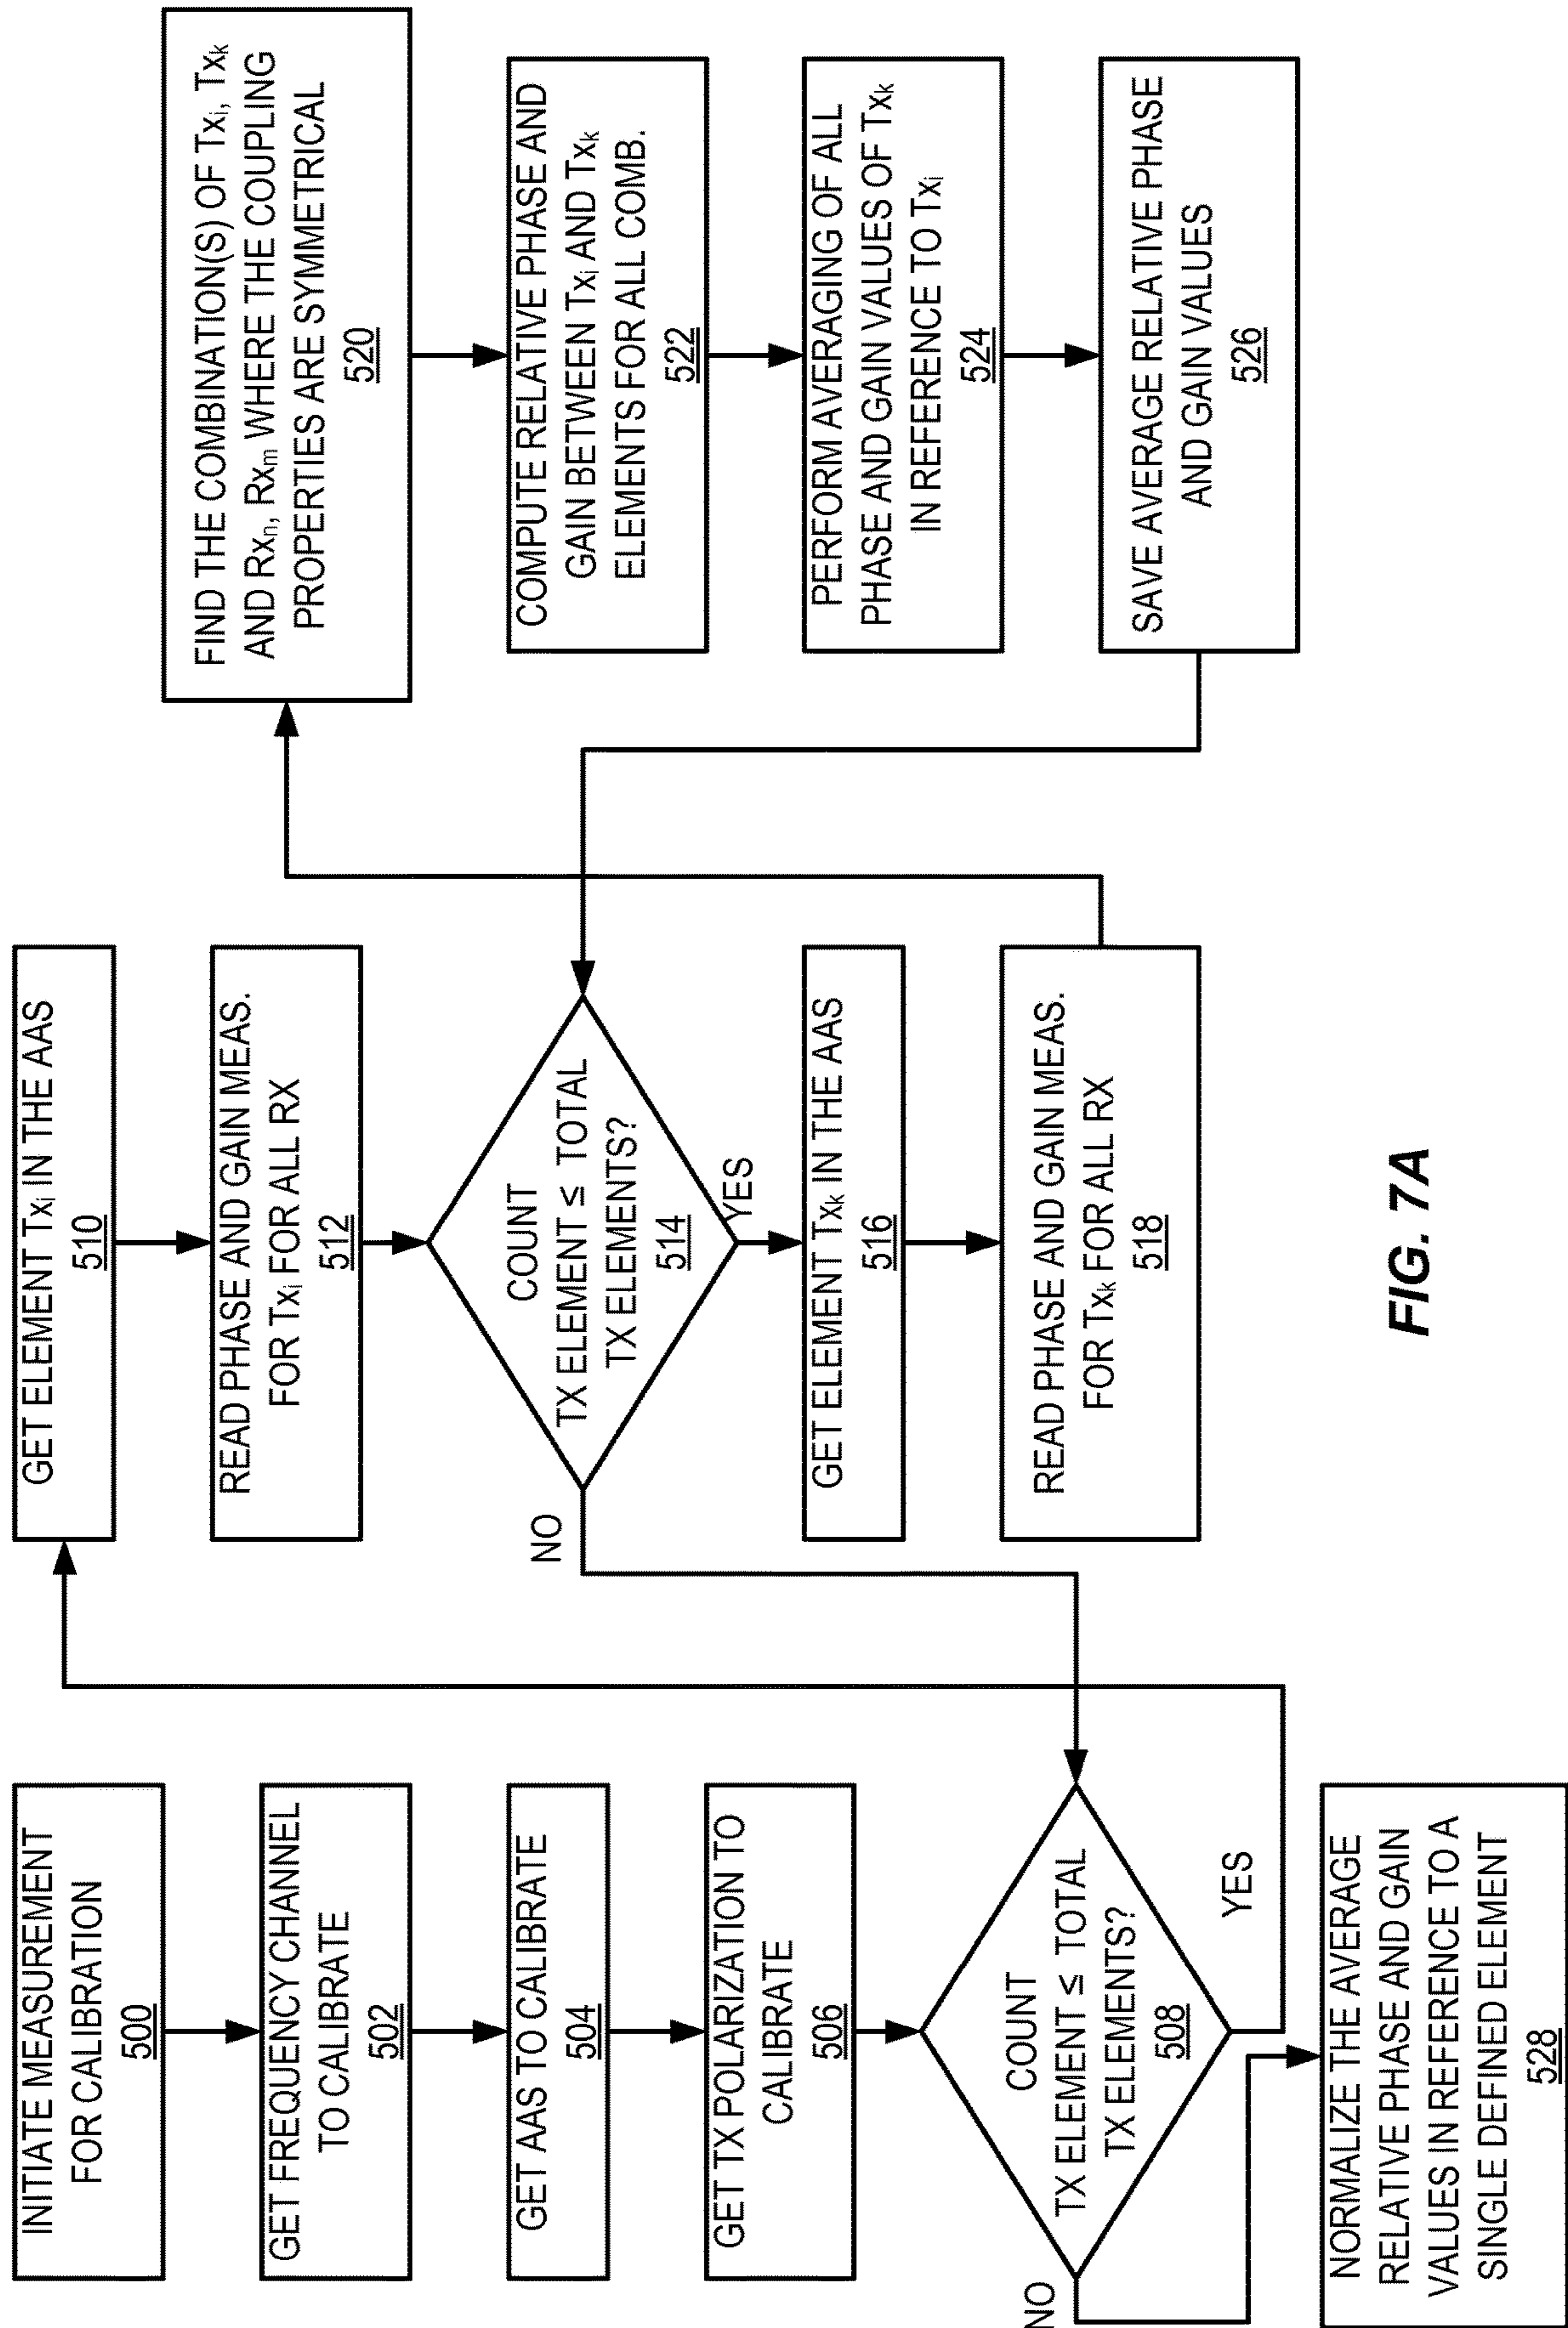 INITIATE MEASUREMENT
FOR CALIBRATION
500
GET FREQUENCY CHANNEL
TO CALIBRATE
502
GET AAS TO CALIBRATE
504
GET TX POLARIZATION TO
CALIBRATE
506
COUNT
TX ELEMENT ≤ TOTAL
TX ELEMENTS?
508
YES
NO
NORMALIZE THE AVERAGE
RELATIVE PHASE AND GAIN
VALUES IN REFERENCE TO A
SINGLE DEFINED ELEMENT
528
GET ELEMENT Txᵢ IN THE AAS
510
READ PHASE AND GAIN MEAS.
FOR Txᵢ FOR ALL RX
512
COUNT
TX ELEMENT ≤ TOTAL
TX ELEMENTS?
514
NO
YES
GET ELEMENT Txₖ IN THE AAS
516
READ PHASE AND GAIN MEAS.
FOR Txₖ FOR ALL RX
518
FIND THE COMBINATION(S) OF Txᵢ, Txₖ
AND Rxₙ, Rxₘ WHERE THE COUPLING
PROPERTIES ARE SYMMETRICAL
520
COMPUTE RELATIVE PHASE AND
GAIN BETWEEN Txᵢ AND Txₖ
ELEMENTS FOR ALL COMB.
522
PERFORM AVERAGING OF ALL
PHASE AND GAIN VALUES OF Txₖ
IN REFERENCE TO Txᵢ
524
SAVE AVERAGE RELATIVE PHASE
AND GAIN VALUES
526
FIG. 7A